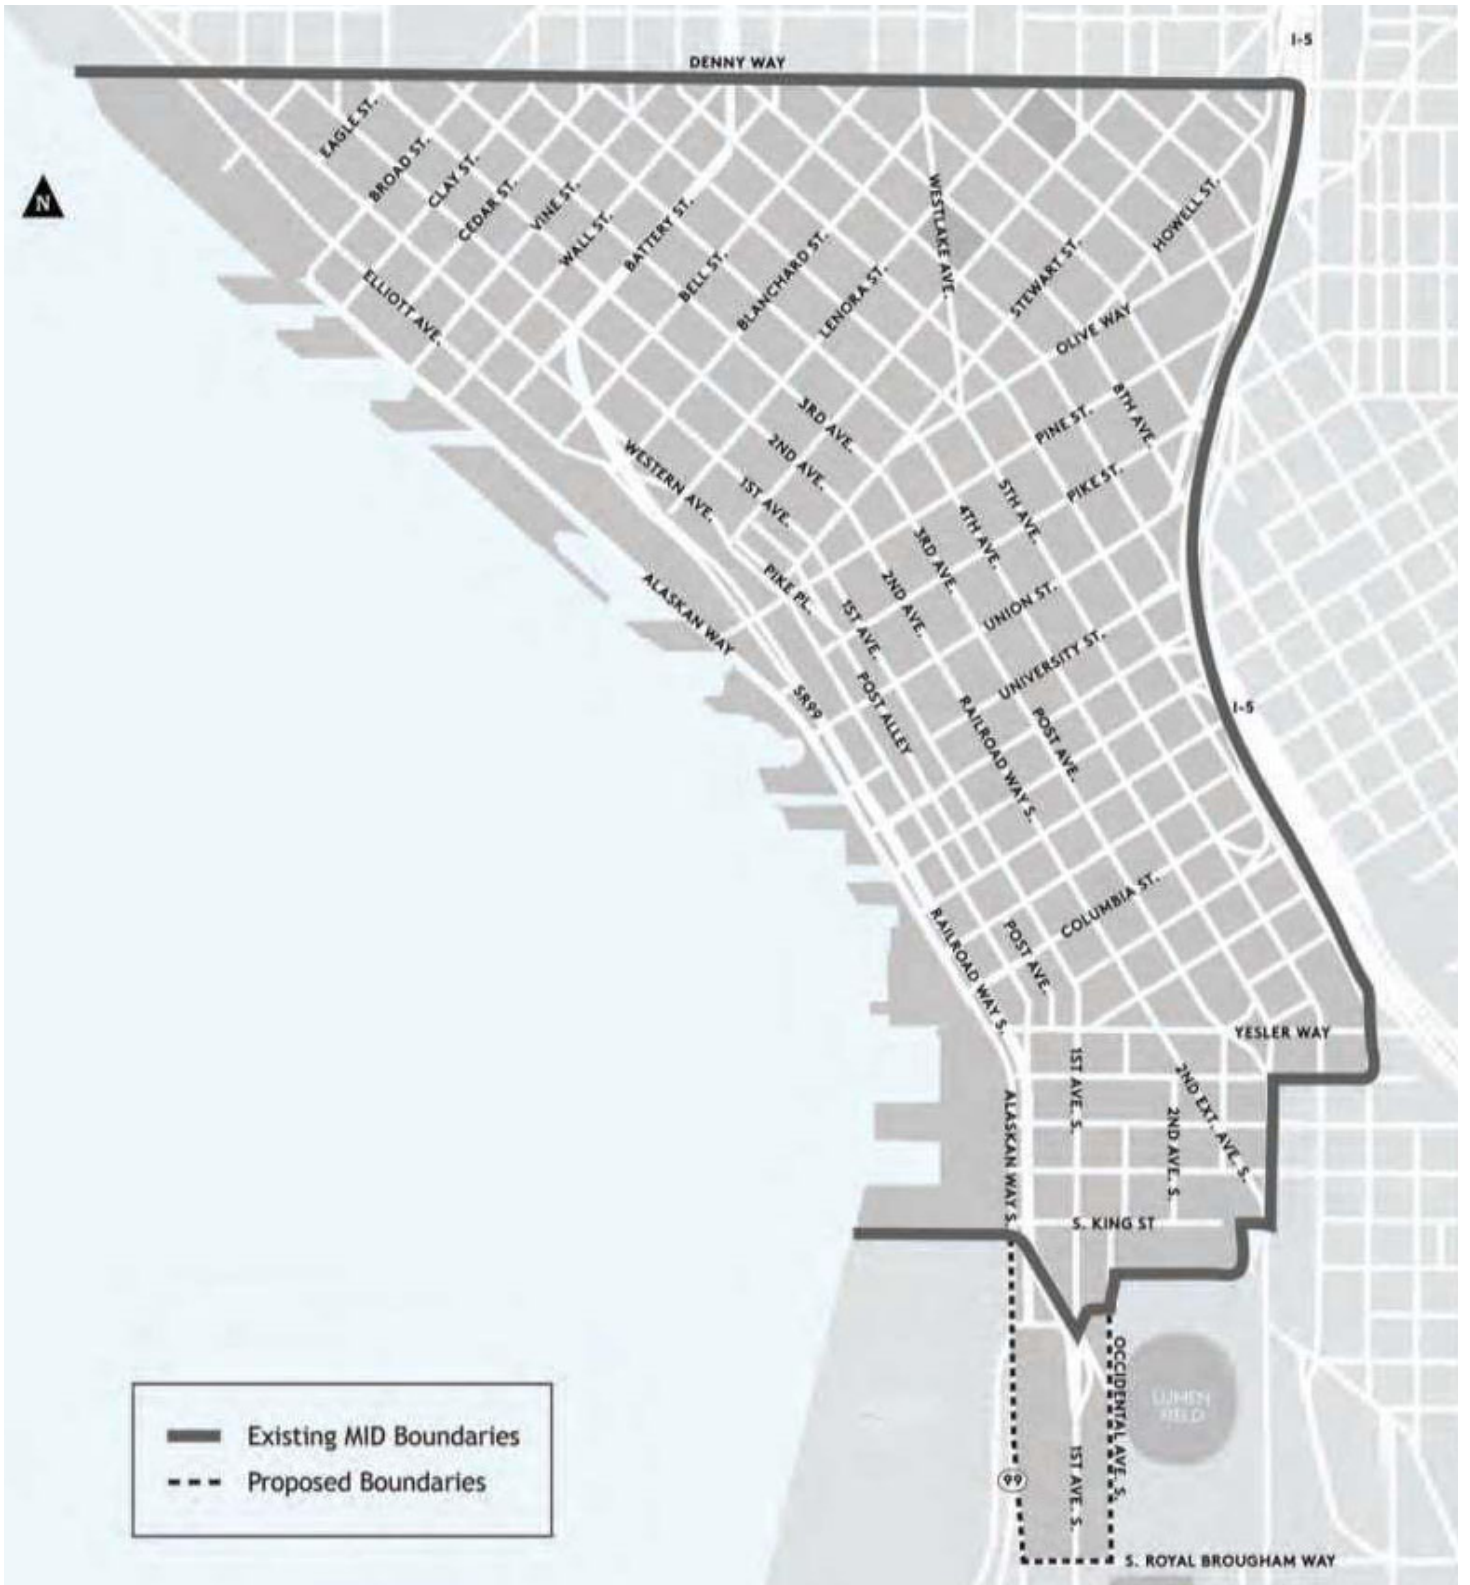 I-5
DENNY WAY
N
EAGLE ST.
BROAD ST.
CLAY ST.
CEDAR ST.
VINE ST.
WALL ST.
BATTERY ST.
BELL ST.
BLANCHARD ST.
LENORA ST.
WESTLAKE AVE.
STEWART ST.
HOWELL ST.
OLIVE WAY
ELLIOTT AVE.
3RD AVE.
2ND AVE.
1ST AVE.
WESTERN AVE.
PINE ST.
8TH AVE.
PIKE ST.
5TH AVE.
4TH AVE.
3RD AVE.
2ND AVE.
1ST AVE.
PIKE PL.
ALASKAN WAY
UNION ST.
UNIVERSITY ST.
SR99
POST ALLEY
RAILROAD WAY S.
POST AVE.
I-5
COLUMBIA ST.
RAILROAD WAY S.
POST AVE.
YESLER WAY
1ST AVE. S.
2ND EXT. AVE. S.
2ND AVE. S.
ALASKAN WAY S.
S. KING ST
OCCIDENTAL AVE. S.
LUMEN
FIELD
99
1ST AVE. S.
S. ROYAL BROUGHAM WAY
Existing MID Boundaries
Proposed Boundaries